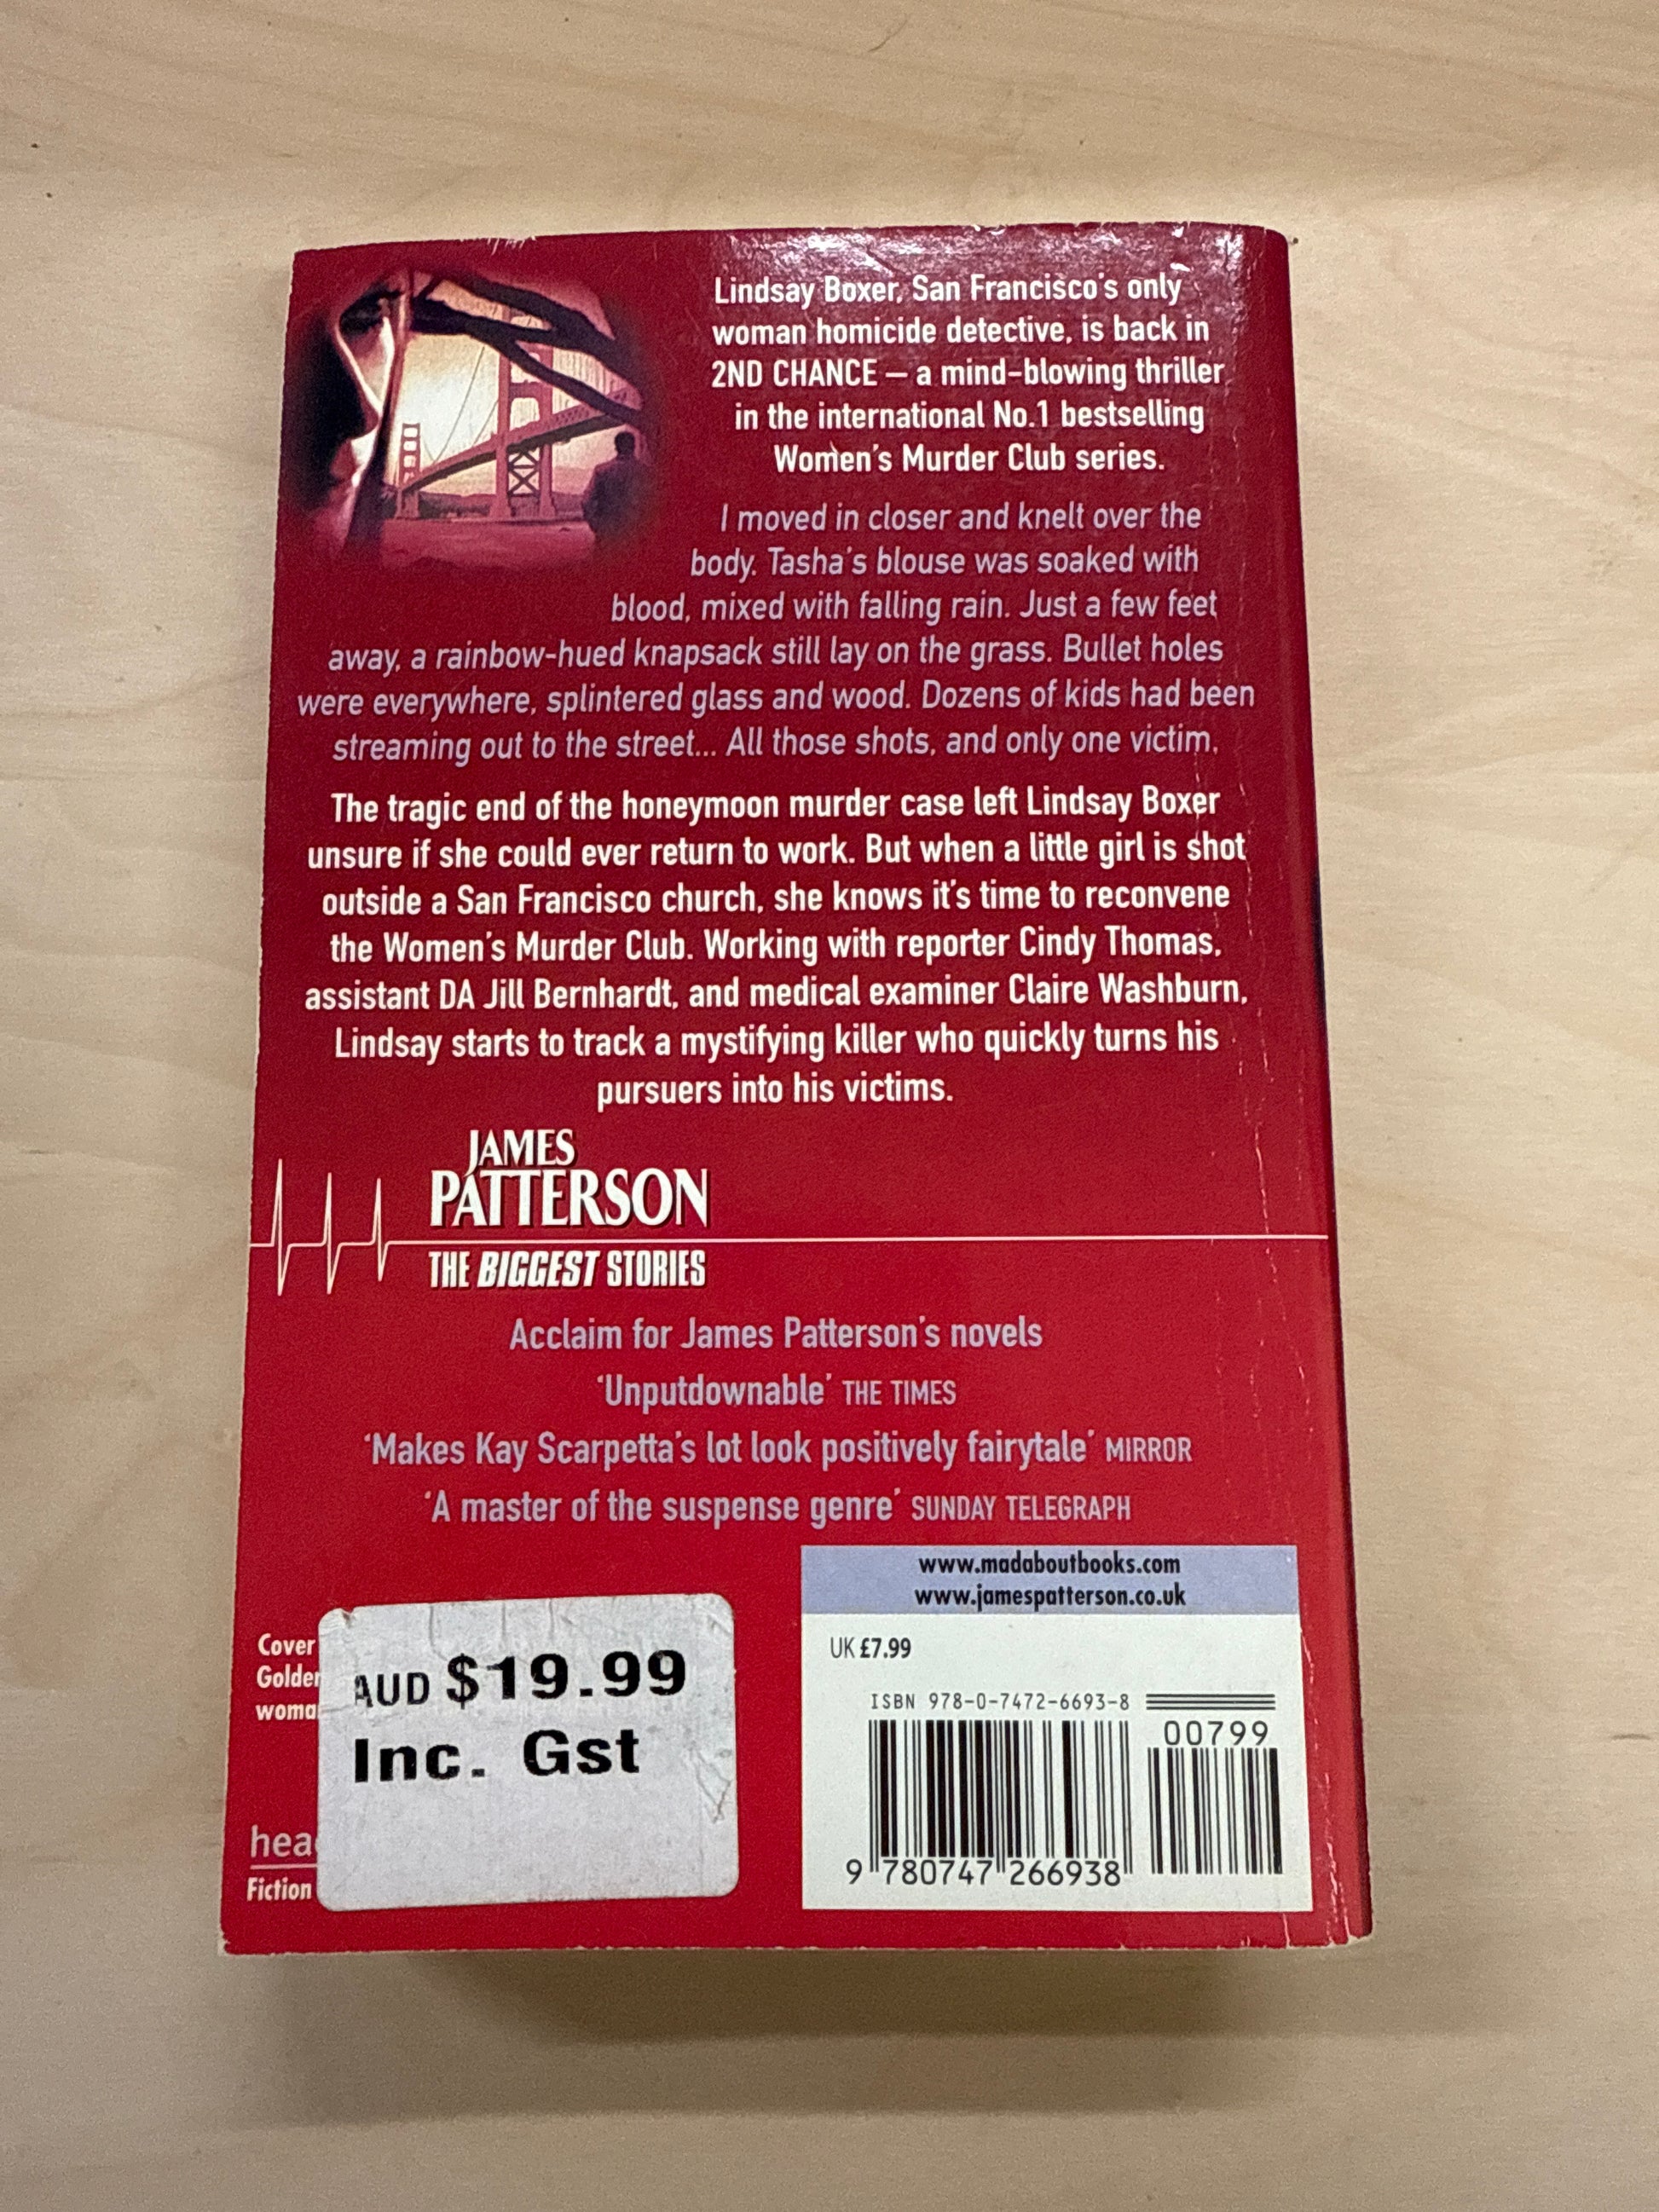 Lindsay Boxer, San Francisco's only
woman homicide detective, is back in
2ND CHANCE – a mind-blowing thriller
in the international No.1 bestselling
Women's Murder Club series.
I moved in closer and knelt over the
body. Tasha's blouse was soaked with
blood, mixed with falling rain. Just a few feet
away, a rainbow-hued knapsack still lay on the grass. Bullet holes
were everywhere, splintered glass and wood. Dozens of kids had been
streaming out to the street... All those shots, and only one victim.
The tragic end of the honeymoon murder case left Lindsay Boxer
unsure if she could ever return to work. But when a little girl is shot
outside a San Francisco church, she knows it's time to reconvene
the Women's Murder Club. Working with reporter Cindy Thomas,
assistant DA Jill Bernhardt, and medical examiner Claire Washburn,
Lindsay starts to track a mystifying killer who quickly turns his
pursuers into his victims.
JAMES
PATTERSON
THE BIGGEST STORIES
Acclaim for James Patterson's novels
'Unputdownable' THE TIMES
'Makes Kay Scarpetta's lot look positively fairytale' MIRROR
'A master of the suspense genre' SUNDAY TELEGRAPH
Cover
Golden
woma
AUD $19.99
Inc. Gst
hea
Fiction
www.madaboutbooks.com
www.jamespatterson.co.uk
UK £7.99
ISBN 978-0-7472-6693-8
00799
9 780747 266938